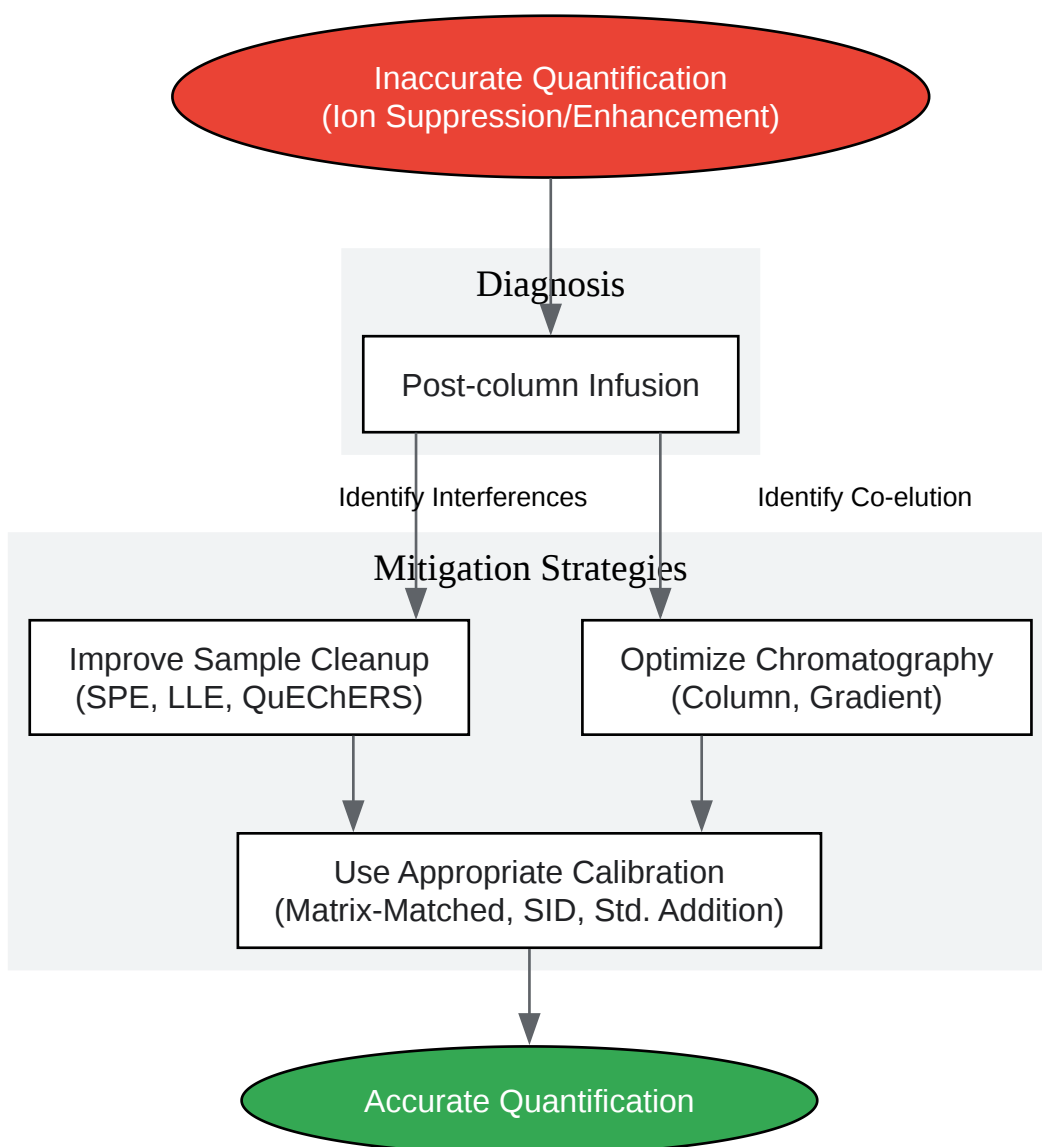 Inaccurate Quantification
(Ion Suppression/Enhancement)
Diagnosis
Post-column Infusion
Identify Interferences
Identify Co-elution
Mitigation Strategies
Improve Sample Cleanup
(SPE, LLE, QuEChERS)
Optimize Chromatography
(Column, Gradient)
Use Appropriate Calibration
(Matrix-Matched, SID, Std. Addition)
Accurate Quantification